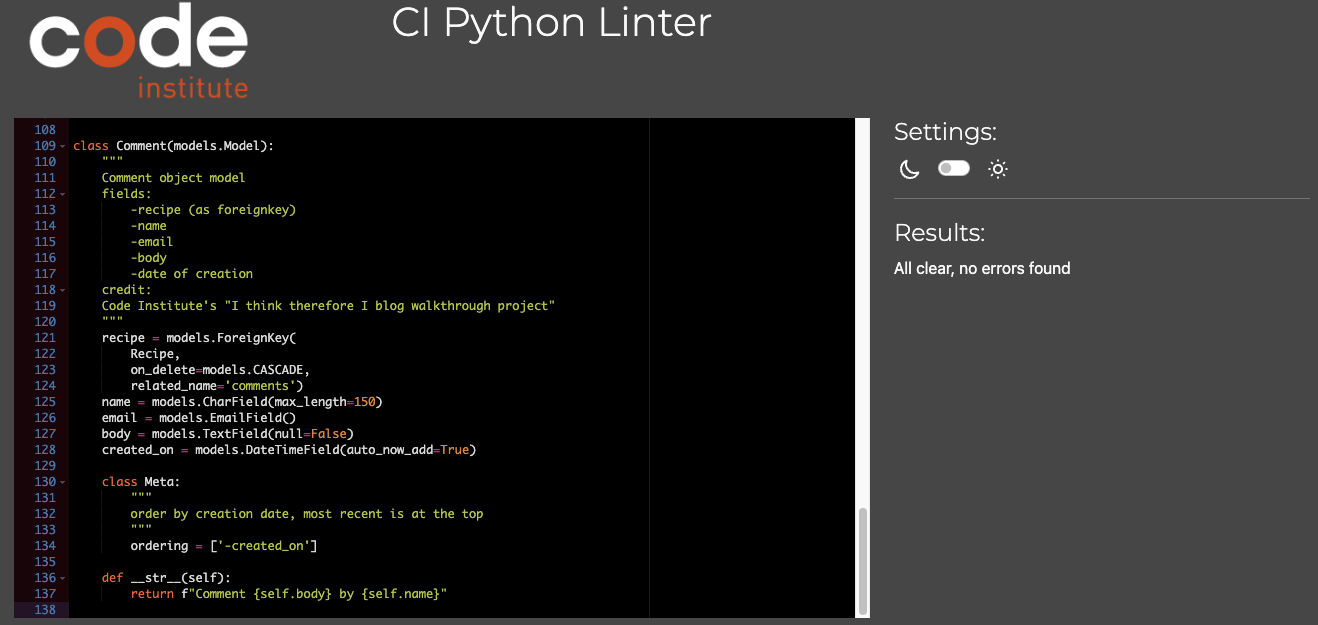 code
institute
CI Python Linter
108
109 class Comment(models.Model):
110     """
111     Comment object model
112     fields:
113         -recipe (as foreignkey)
114         -name
115         -email
116         -body
117         -date of creation
118     credit:
119     Code Institute's "I think therefore I blog walkthrough project"
120     """
121     recipe = models.ForeignKey(
122         Recipe,
123         on_delete=models.CASCADE,
124         related_name='comments')
125     name = models.CharField(max_length=150)
126     email = models.EmailField()
127     body = models.TextField(null=False)
128     created_on = models.DateTimeField(auto_now_add=True)
129
130     class Meta:
131         """
132         order by creation date, most recent is at the top
133         """
134         ordering = ['-created_on']
135
136     def __str__(self):
137         return f"Comment {self.body} by {self.name}"
138
Settings:
Results:
All clear, no errors found